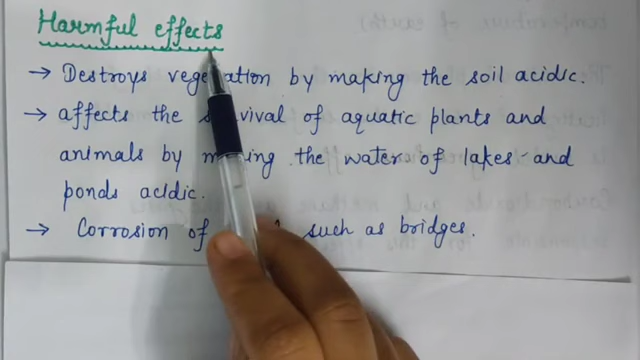 Harmful effects
→ Destroys vegetation by making the soil acidic.
→ affects the survival of aquatic plants and
animals by making the water of lakes and
ponds acidic.
→ Corrosion of such as bridges.